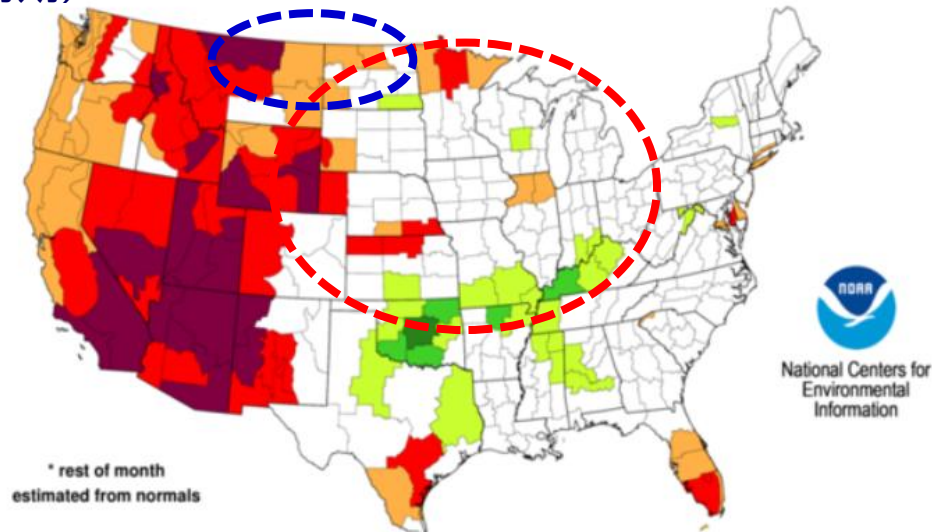 NOAA
National Centers for
Environmental
Information
* rest of month
estimated from normals